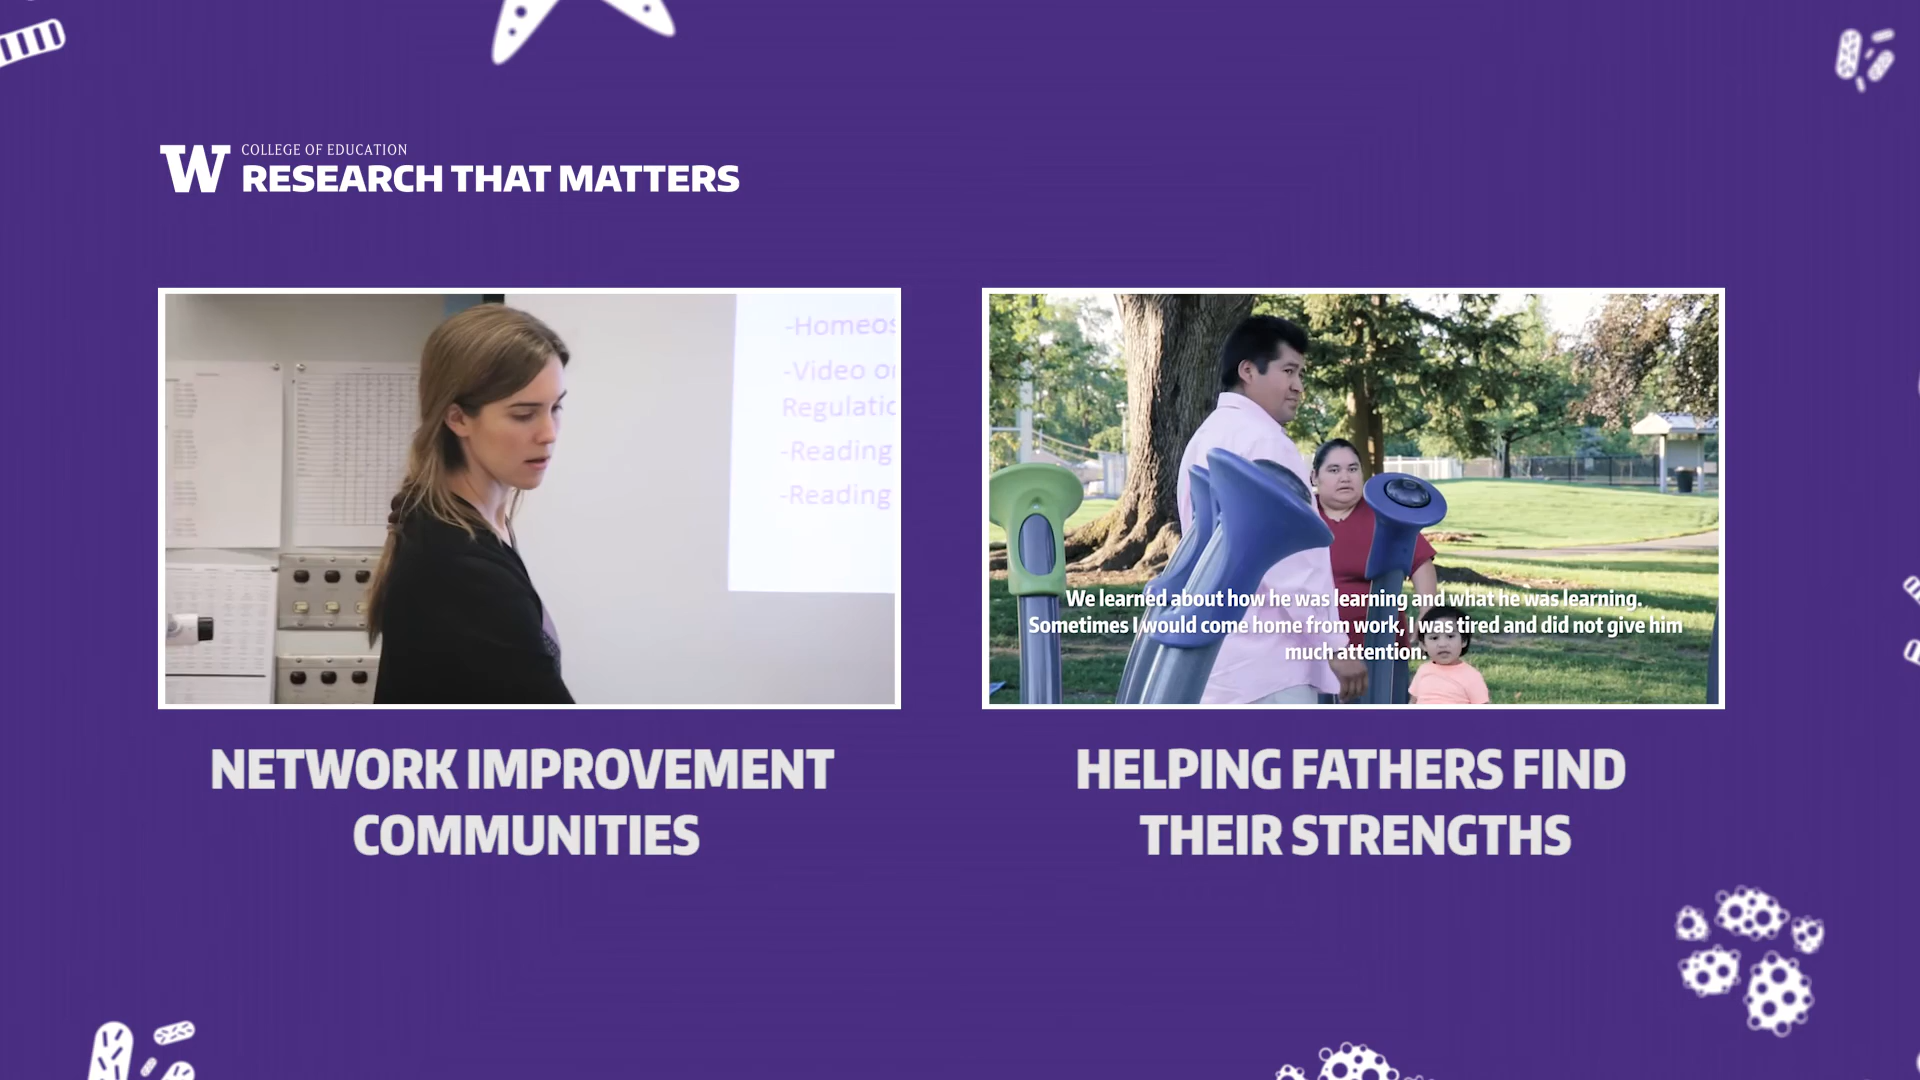 W COLLEGE OF EDUCATION
RESEARCH THAT MATTERS
-Homeos
-Video or
Regulatic
-Reading
-Reading
We learned about how he was learning and what he was learning.
Sometimes I would come home from work, I was tired and did not give him
much attention.
NETWORK IMPROVEMENT
COMMUNITIES
HELPING FATHERS FIND
THEIR STRENGTHS